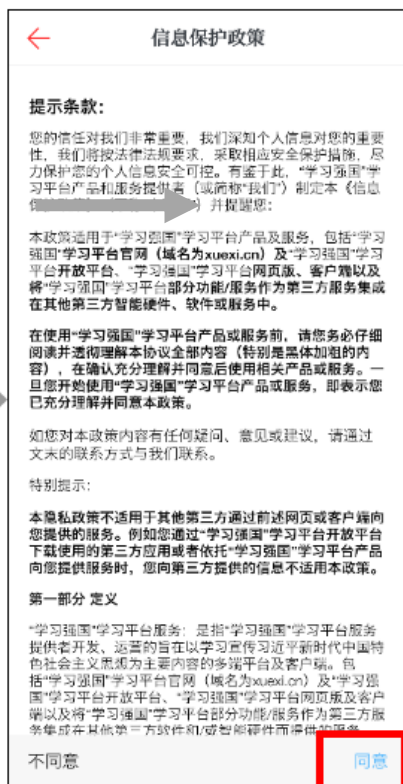 信息保护政策
提示条款：
您的信任对我们非常重要，我们深知个人信息对您的重要
性，我们将按法律法规要求，采取相应安全保护措施，尽
力保护您的个人信息安全可控。有鉴于此，“学习强国”学
习平台产品和服务提供者（或简称“我们”）制定本《信息
）并提醒您：
本政策适用于“学习强国”学习平台产品及服务，包括“学习
强国”学习平台官网（域名为xuexi.cn）及“学习强国”学习
平台开放平台、“学习强国”学习平台网页版、客户端以及
将“学习强国”学习平台部分功能/服务作为第三方服务集成
在其他第三方智能硬件、软件或服务中。
在使用“学习强国”学习平台产品或服务前，请您务必仔细
阅读并透彻理解本协议全部内容（特别是黑体加粗的内
容），在确认充分理解并同意后使用相关产品或服务。一
旦您开始使用“学习强国”学习平台产品或服务，即表示您
已充分理解并同意本政策。
如您对本政策内容有任何疑问、意见或建议，请通过
文末的联系方式与我们联系。
特别提示：
本隐私政策不适用于其他第三方通过前述网页或客户端向
您提供的服务。例如您通过“学习强国”学习平台开放平台
下载使用的第三方应用或者依托“学习强国”学习平台产品
向您提供服务时，您向第三方提供的信息不适用本政策。
第一部分 定义
“学习强国”学习平台服务：是指“学习强国”学习平台服务
提供者开发、运营的旨在以学习宣传习近平新时代中国特
色社会主义思想为主要内容的多端平台及客户端。包
括“学习强国”学习平台官网（域名为xuexi.cn）及“学习强
国”学习平台开放平台、“学习强国”学习平台网页版及客户
端以及将“学习强国”学习平台部分功能/服务作为第三方服
务集成在其他第三方软件和/或智能硬件而提供的服务
不同意
同意